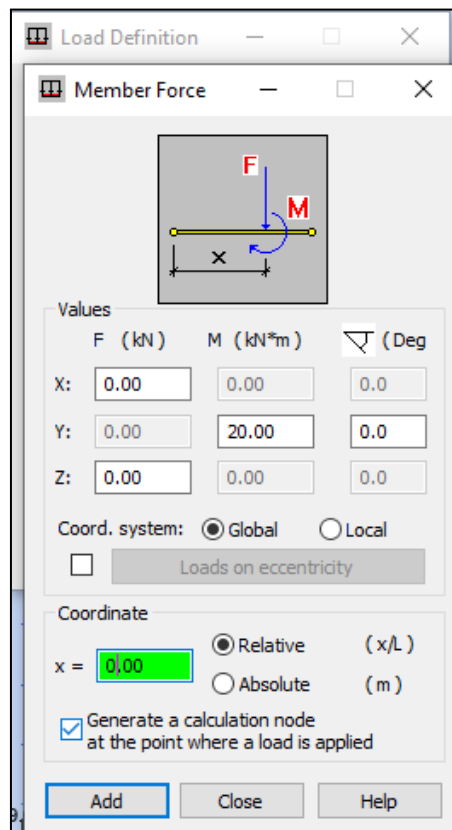 Load Definition
Member Force
F
M
x
Values
F (kN) M (kN*m) (Deg
X: 0.00 0.00 0.0
Y: 0.00 20.00 0.0
Z: 0.00 0.00 0.0
Coord. system: Global Local
Loads on eccentricity
Coordinate
x = 0.00
Relative (x/L)
Absolute (m)
Generate a calculation node
at the point where a load is applied
Add Close Help